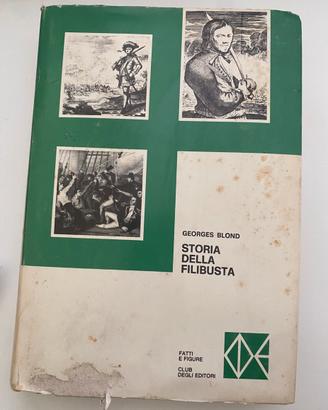 GEORGES BLOND
STORIA
DELLA
FILIBUSTA
FATTI
E FIGURE
CLUB
DEGLI EDITORI